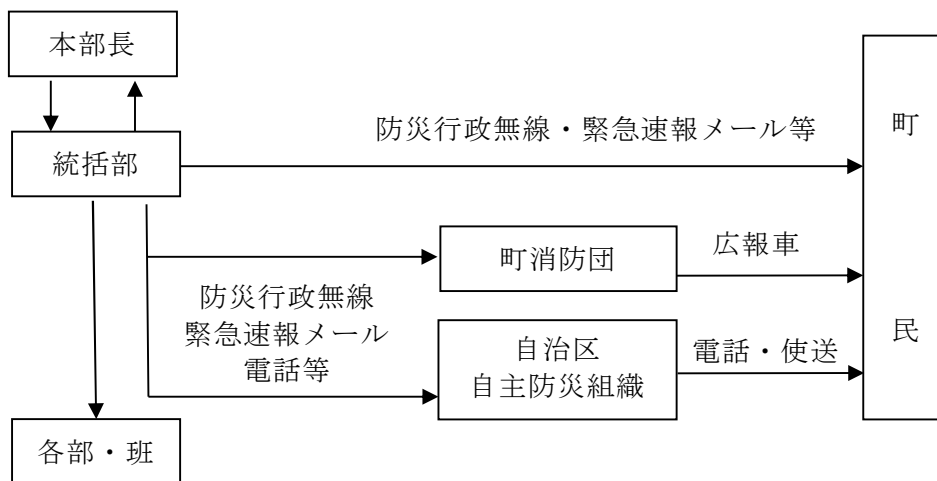 本部長
統括部
防災行政無線・緊急速報メール等
町消防団
広報車
防災行政無線
緊急速報メール
電話等
自治区
自主防災組織
電話・使送
各部・班
町
民